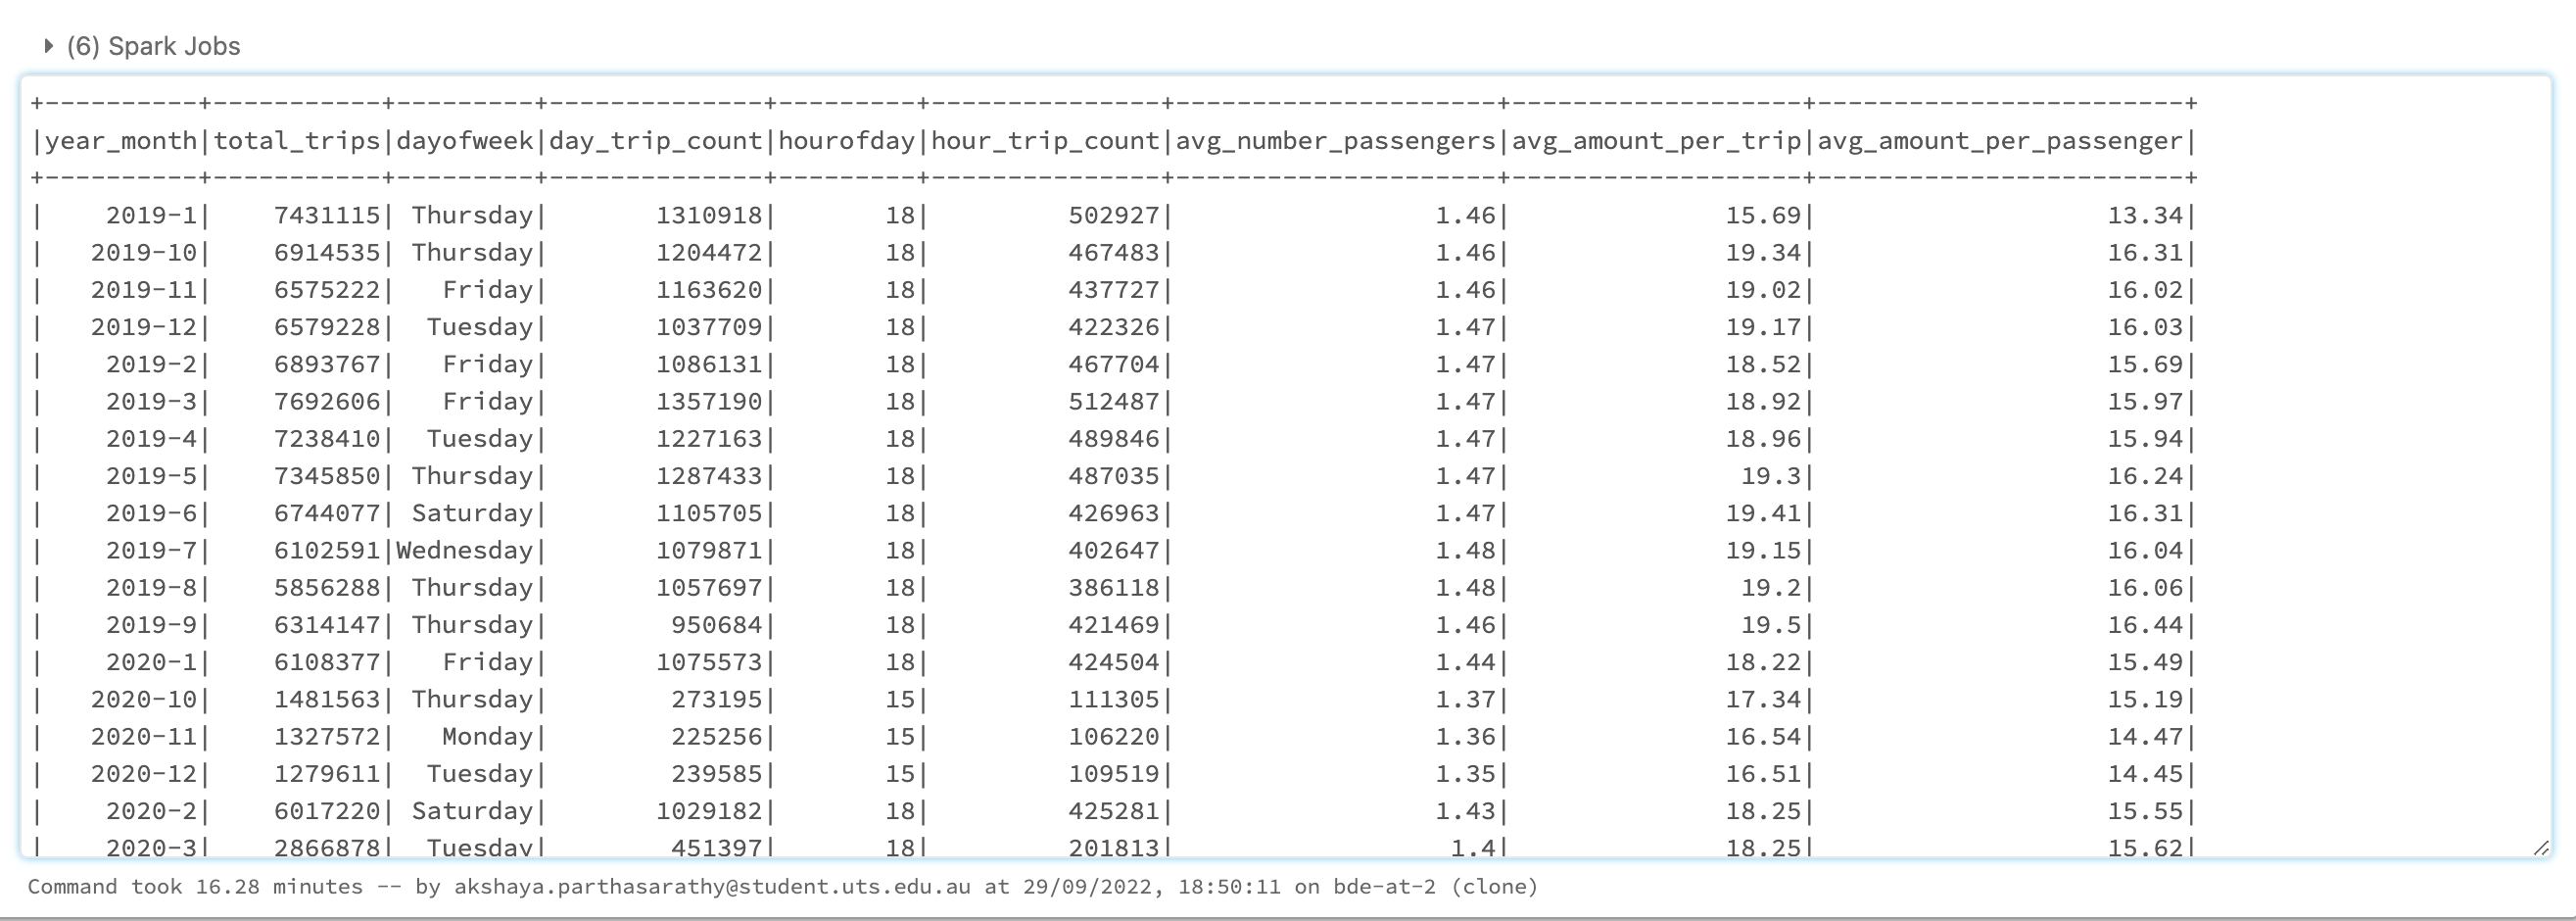 (6) Spark Jobs
+----------+-----------+---------+--------------+---------+---------------+---------------------+-------------------+------------------------+
|year_month|total_trips|dayofweek|day_trip_count|hourofday|hour_trip_count|avg_number_passengers|avg_amount_per_trip|avg_amount_per_passenger|
+----------+-----------+---------+--------------+---------+---------------+---------------------+-------------------+------------------------+
|    2019-1|    7431115| Thursday|       1310918|       18|         502927|                 1.46|              15.69|                   13.34|
|   2019-10|    6914535| Thursday|       1204472|       18|         467483|                 1.46|              19.34|                   16.31|
|   2019-11|    6575222|   Friday|       1163620|       18|         437727|                 1.46|              19.02|                   16.02|
|   2019-12|    6579228|  Tuesday|       1037709|       18|         422326|                 1.47|              19.17|                   16.03|
|    2019-2|    6893767|   Friday|       1086131|       18|         467704|                 1.47|              18.52|                   15.69|
|    2019-3|    7692606|   Friday|       1357190|       18|         512487|                 1.47|              18.92|                   15.97|
|    2019-4|    7238410|  Tuesday|       1227163|       18|         489846|                 1.47|              18.96|                   15.94|
|    2019-5|    7345850| Thursday|       1287433|       18|         487035|                 1.47|               19.3|                   16.24|
|    2019-6|    6744077| Saturday|       1105705|       18|         426963|                 1.47|              19.41|                   16.31|
|    2019-7|    6102591|Wednesday|       1079871|       18|         402647|                 1.48|              19.15|                   16.04|
|    2019-8|    5856288| Thursday|       1057697|       18|         386118|                 1.48|               19.2|                   16.06|
|    2019-9|    6314147| Thursday|        950684|       18|         421469|                 1.46|               19.5|                   16.44|
|    2020-1|    6108377|   Friday|       1075573|       18|         424504|                 1.44|              18.22|                   15.49|
|   2020-10|    1481563| Thursday|        273195|       15|         111305|                 1.37|              17.34|                   15.19|
|   2020-11|    1327572|   Monday|        225256|       15|         106220|                 1.36|              16.54|                   14.47|
|   2020-12|    1279611|  Tuesday|        239585|       15|         109519|                 1.35|              16.51|                   14.45|
|    2020-2|    6017220| Saturday|       1029182|       18|         425281|                 1.43|              18.25|                   15.55|
|    2020-3|    2866878|  Tuesday|        451397|       18|         201813|                  1.4|              18.25|                   15.62|
Command took 16.28 minutes -- by akshaya.parthasarathy@student.uts.edu.au at 29/09/2022, 18:50:11 on bde-at-2 (clone)